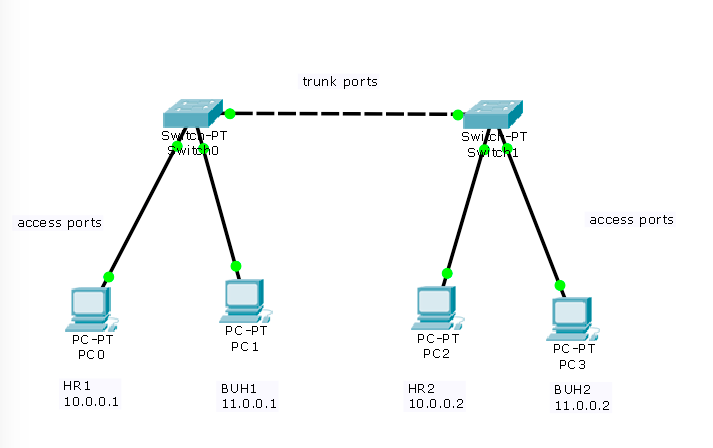 trunk ports
Switch-PT
Switch0
Switch-PT
Switch1
access ports
access ports
PC-PT
PC0
PC-PT
PC1
PC-PT
PC2
PC-PT
PC3
HR1
10.0.0.1
BUH1
11.0.0.1
HR2
10.0.0.2
BUH2
11.0.0.2